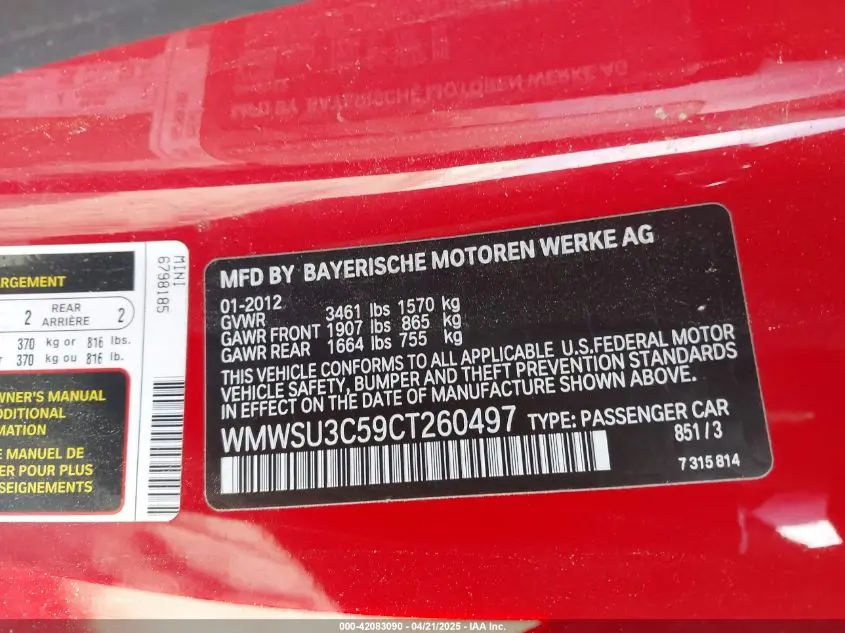 RGEMENT
2 REAR ARRIÈRE 2
370 kg or 816 lbs.
370 kg ou 816 lb.
WNER'S MANUAL
DDITIONAL
MATION
E MANUEL DE
ER POUR PLUS
SEIGNEMENTS
MINI
6798185
MFD BY BAYERISCHE MOTOREN WERKE AG
01-2012
GVWR 3461 lbs 1570 kg
GAWR FRONT 1907 lbs 865 kg
GAWR REAR 1664 lbs 755 kg
THIS VEHICLE CONFORMS TO ALL APPLICABLE U.S.FEDERAL MOTOR
VEHICLE SAFETY, BUMPER AND THEFT PREVENTION STANDARDS
IN EFFECT ON THE DATE OF MANUFACTURE SHOWN ABOVE.
WMWSU3C59CT260497 TYPE: PASSENGER CAR
851/3
7 315 814
000-42083090 - 04/21/2025 - IAA Inc.